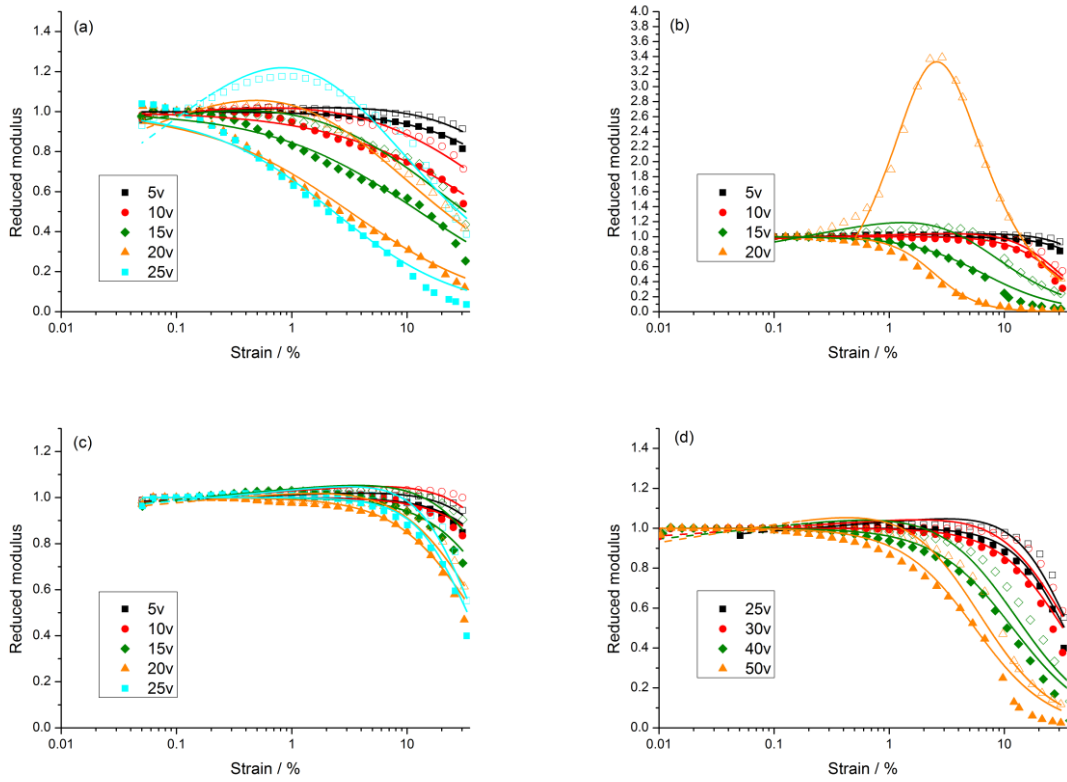 (a)
Reduced modulus
1.4
1.2
1.0
0.8
0.6
0.4
0.2
0.0
5v
10v
15v
20v
25v
0.01
0.1
1
10
Strain / %
(b)
Reduced modulus
4.0
3.8
3.6
3.4
3.2
3.0
2.8
2.6
2.4
2.2
2.0
1.8
1.6
1.4
1.2
1.0
0.8
0.6
0.4
0.2
0.0
5v
10v
15v
20v
0.01
0.1
1
10
Strain / %
(c)
Reduced modulus
1.2
1.0
0.8
0.6
0.4
0.2
0.0
5v
10v
15v
20v
25v
0.01
0.1
1
10
Strain / %
(d)
Reduced modulus
1.4
1.2
1.0
0.8
0.6
0.4
0.2
0.0
25v
30v
40v
50v
0.01
0.1
1
10
Strain / %